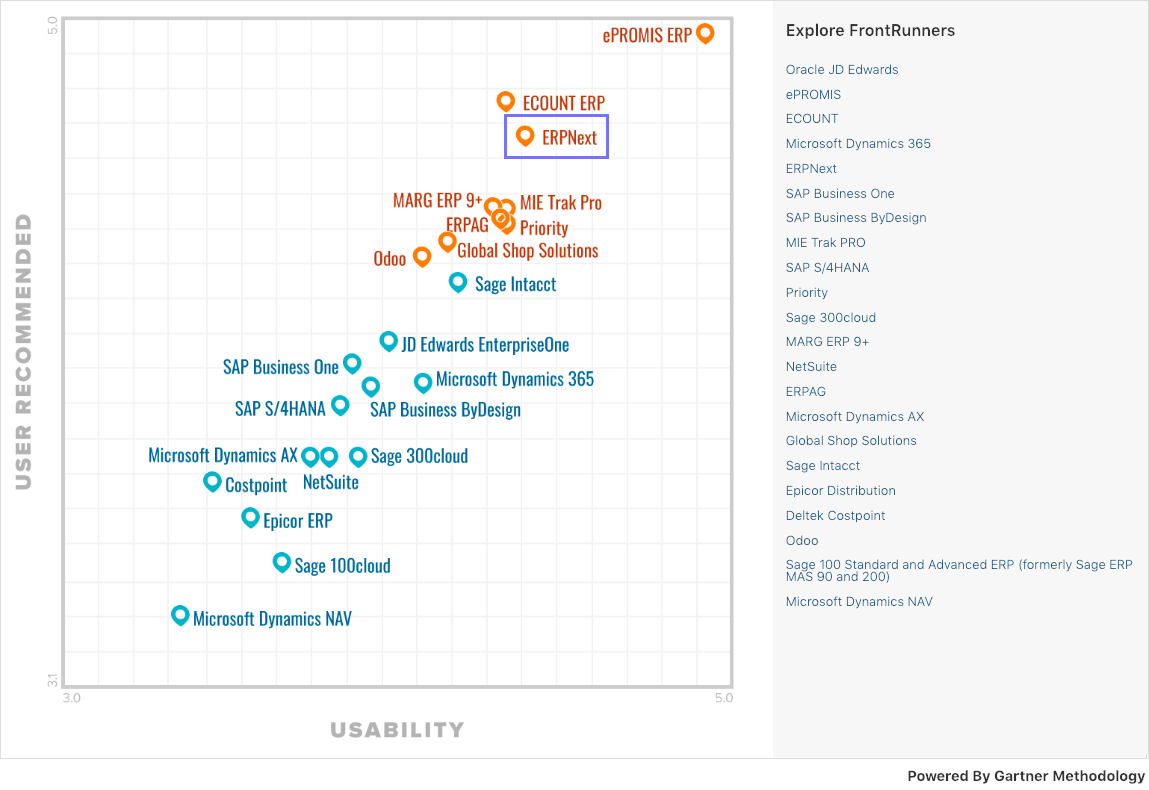 5.0
USER RECOMMENDED
3.1
3.0
5.0
USABILITY
ePROMIS ERP
ECOUNT ERP
ERPNext
MARG ERP 9+
MIE Trak Pro
ERPAG
Priority
Global Shop Solutions
Odoo
Sage Intacct
JD Edwards EnterpriseOne
SAP Business One
Microsoft Dynamics 365
SAP S/4HANA
SAP Business ByDesign
Microsoft Dynamics AX
Sage 300cloud
Costpoint
NetSuite
Epicor ERP
Sage 100cloud
Microsoft Dynamics NAV
Explore FrontRunners
Oracle JD Edwards
ePROMIS
ECOUNT
Microsoft Dynamics 365
ERPNext
SAP Business One
SAP Business ByDesign
MIE Trak PRO
SAP S/4HANA
Priority
Sage 300cloud
MARG ERP 9+
NetSuite
ERPAG
Microsoft Dynamics AX
Global Shop Solutions
Sage Intacct
Epicor Distribution
Deltek Costpoint
Odoo
Sage 100 Standard and Advanced ERP (formerly Sage ERP
MAS 90 and 200)
Microsoft Dynamics NAV
Powered By Gartner Methodology